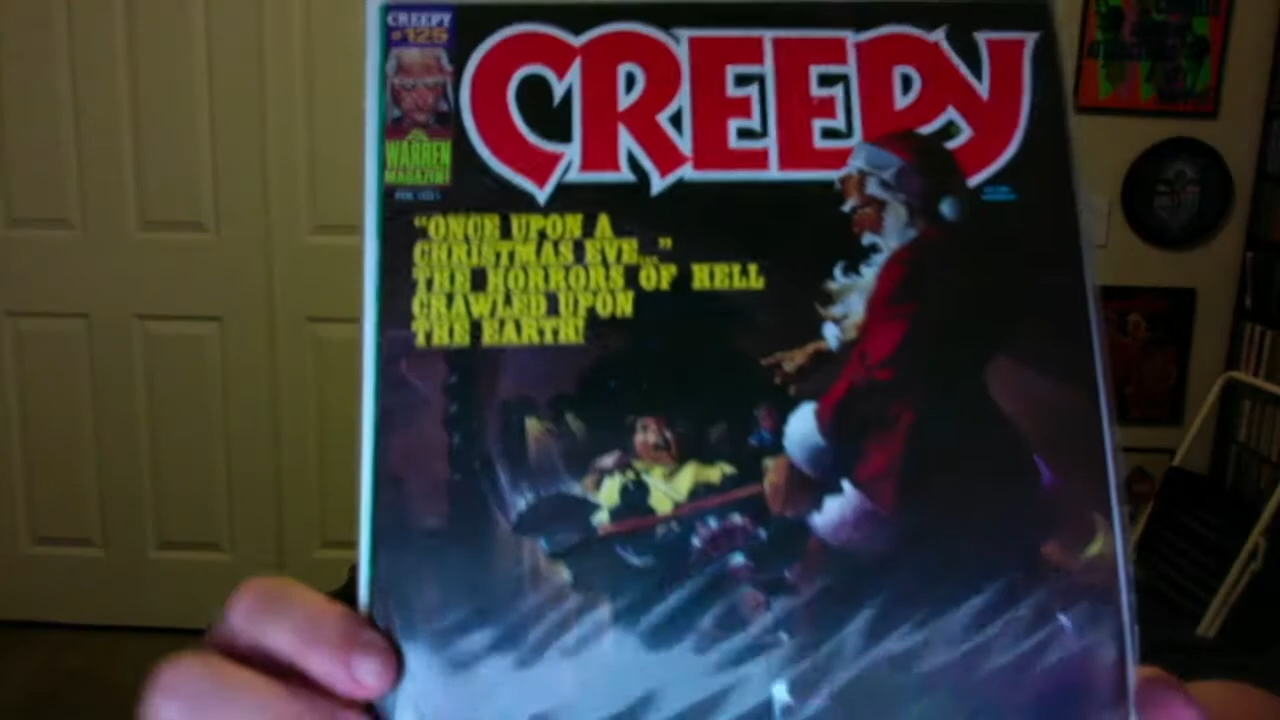 CREEPY
#125
WARREN
MAGAZINE
CREEPY
"ONCE UPON A
CHRISTMAS EVE..."
THE HORRORS OF HELL
CRAWLED UPON
THE EARTH!